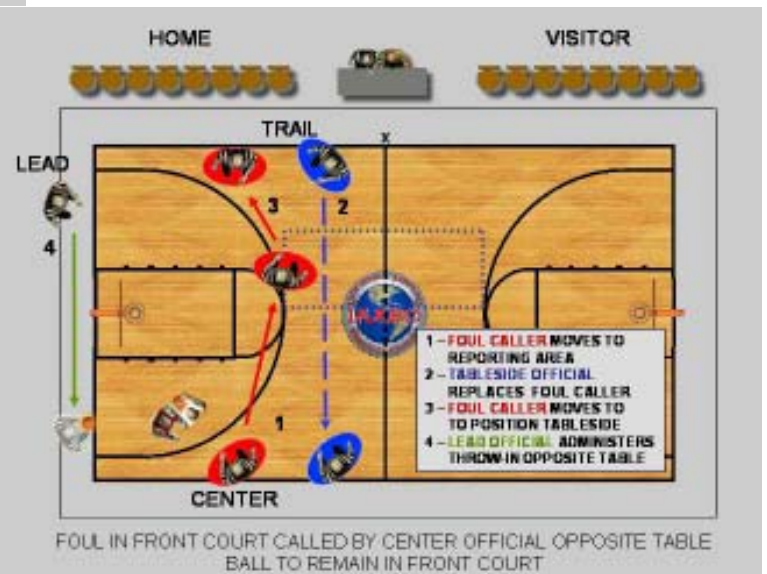 HOME
VISITOR
TRAIL
X
LEAD
3
2
4
IAABO
1 – FOUL CALLER MOVES TO
REPORTING AREA
2 – TABLESIDE OFFICIAL
REPLACES FOUL CALLER
3 – FOUL CALLER MOVES TO
TO POSITION TABLESIDE
4 – LEAD OFFICIAL ADMINISTERS
THROW-IN OPPOSITE TABLE
1
CENTER
FOUL IN FRONT COURT CALLED BY CENTER OFFICIAL OPPOSITE TABLE
BALL TO REMAIN IN FRONT COURT